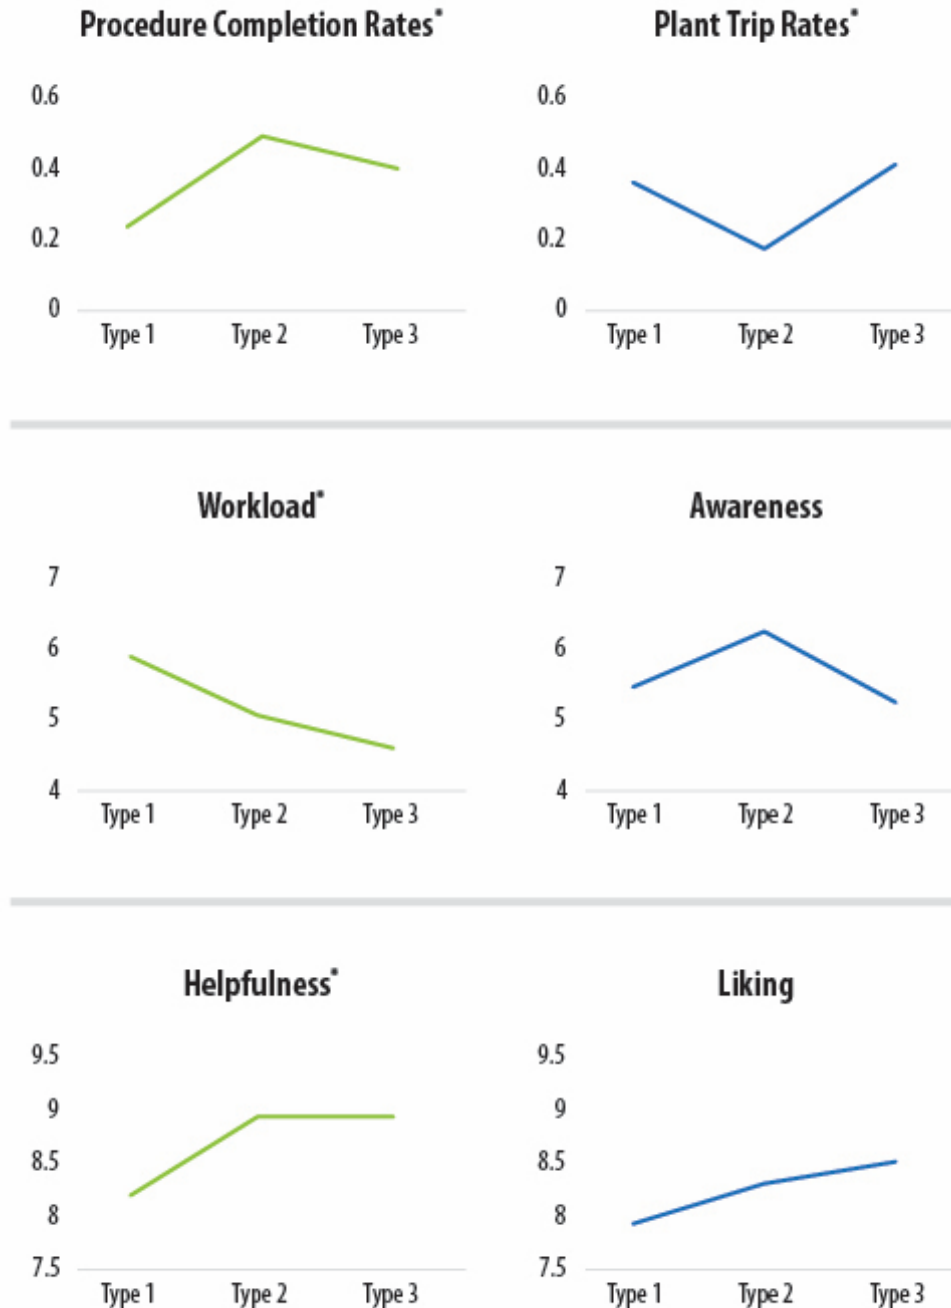 Procedure Completion Rates*
Plant Trip Rates*
0.6
0.4
0.2
0
Type 1 Type 2 Type 3
0.6
0.4
0.2
0
Type 1 Type 2 Type 3
Workload*
Awareness
7
6
5
4
Type 1 Type 2 Type 3
7
6
5
4
Type 1 Type 2 Type 3
Helpfulness*
Liking
9.5
9
8.5
8
7.5
Type 1 Type 2 Type 3
9.5
9
8.5
8
7.5
Type 1 Type 2 Type 3